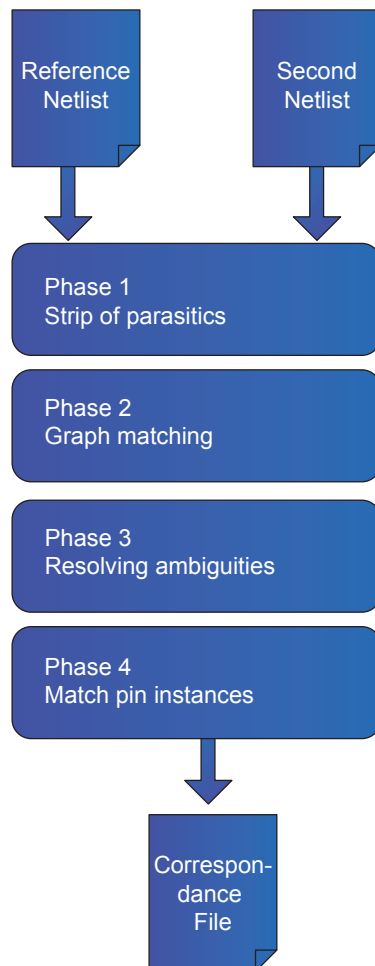 Reference
Netlist
Second
Netlist
Phase 1
Strip of parasitics
Phase 2
Graph matching
Phase 3
Resolving ambiguities
Phase 4
Match pin instances
Correspon-
dance
File